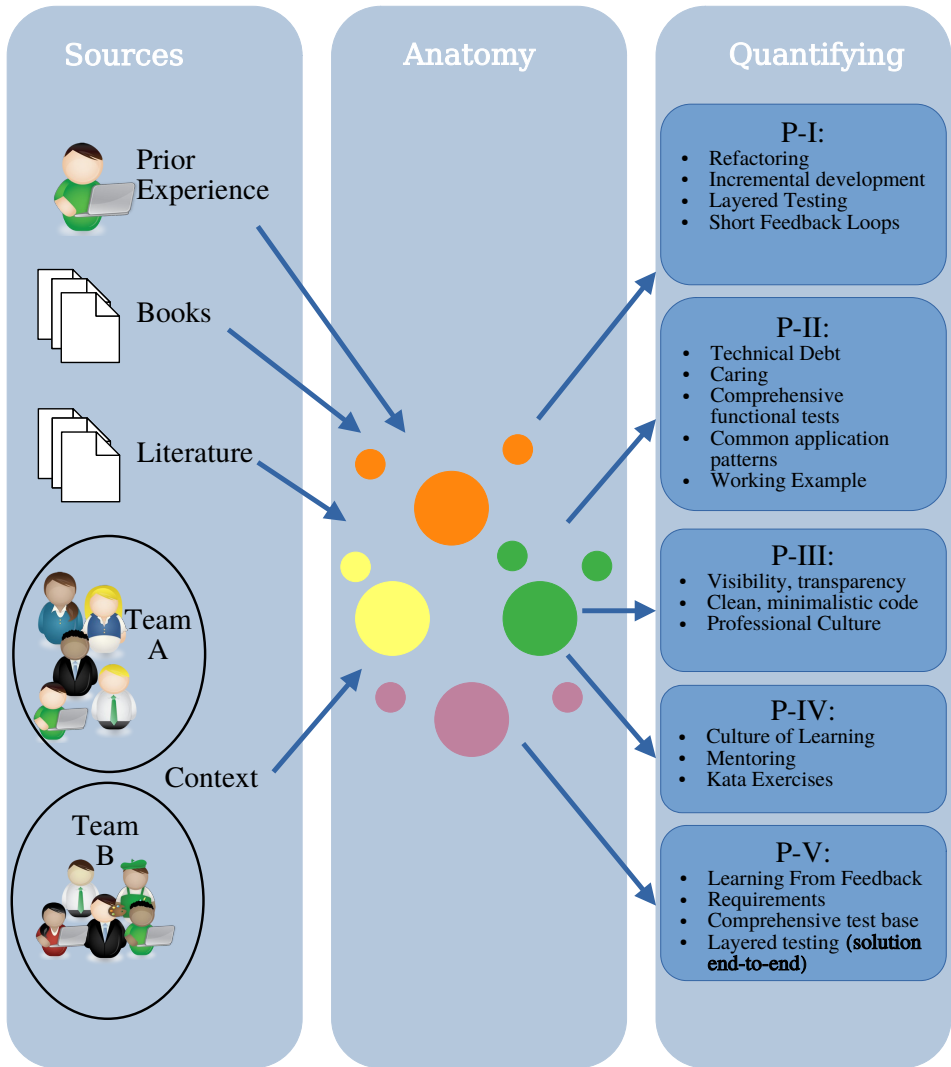 Sources
Prior
Experience
Books
Literature
Team
A
Context
Team
B
Anatomy
Quantifying
P-I:
• Refactoring
• Incremental development
• Layered Testing
• Short Feedback Loops
P-II:
• Technical Debt
• Caring
• Comprehensive
functional tests
• Common application
patterns
• Working Example
P-III:
• Visibility, transparency
• Clean, minimalistic code
• Professional Culture
P-IV:
• Culture of Learning
• Mentoring
• Kata Exercises
P-V:
• Learning From Feedback
• Requirements
• Comprehensive test base
• Layered testing (solution
end-to-end)